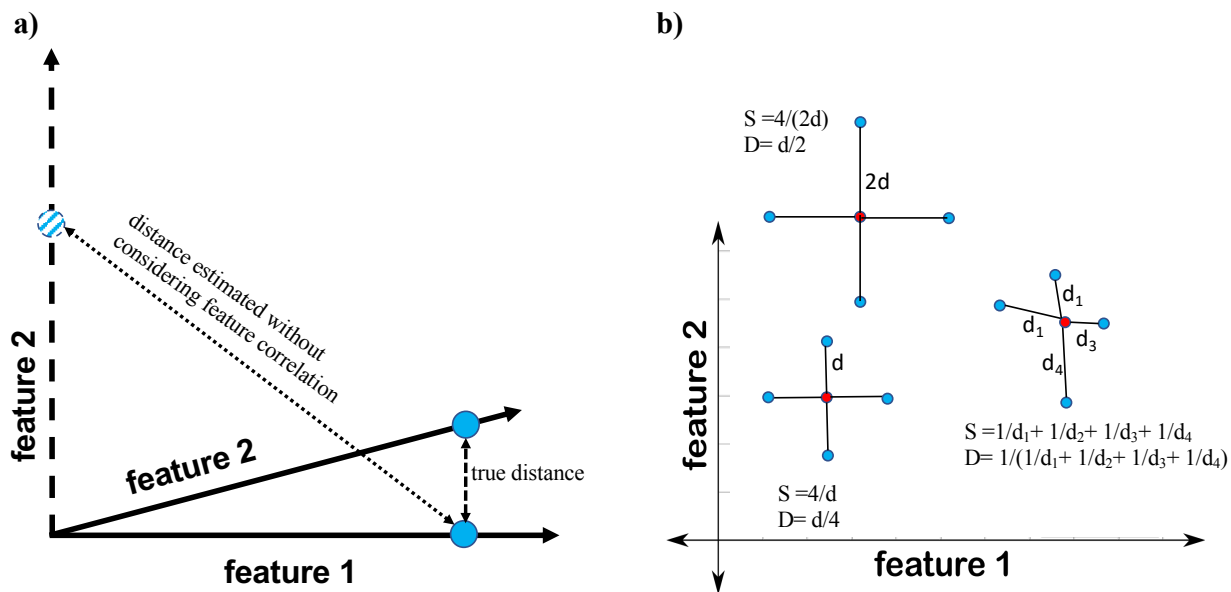 a)
feature 2
distance estimated without
considering feature correlation
feature 2
true distance
feature 1
b)
S =4/(2d)
D= d/2
2d
d
S =4/d
D= d/4
d1
d1
d3
d4
S =1/d1+ 1/d2+ 1/d3+ 1/d4
D= 1/(1/d1+ 1/d2+ 1/d3+ 1/d4)
feature 2
feature 1